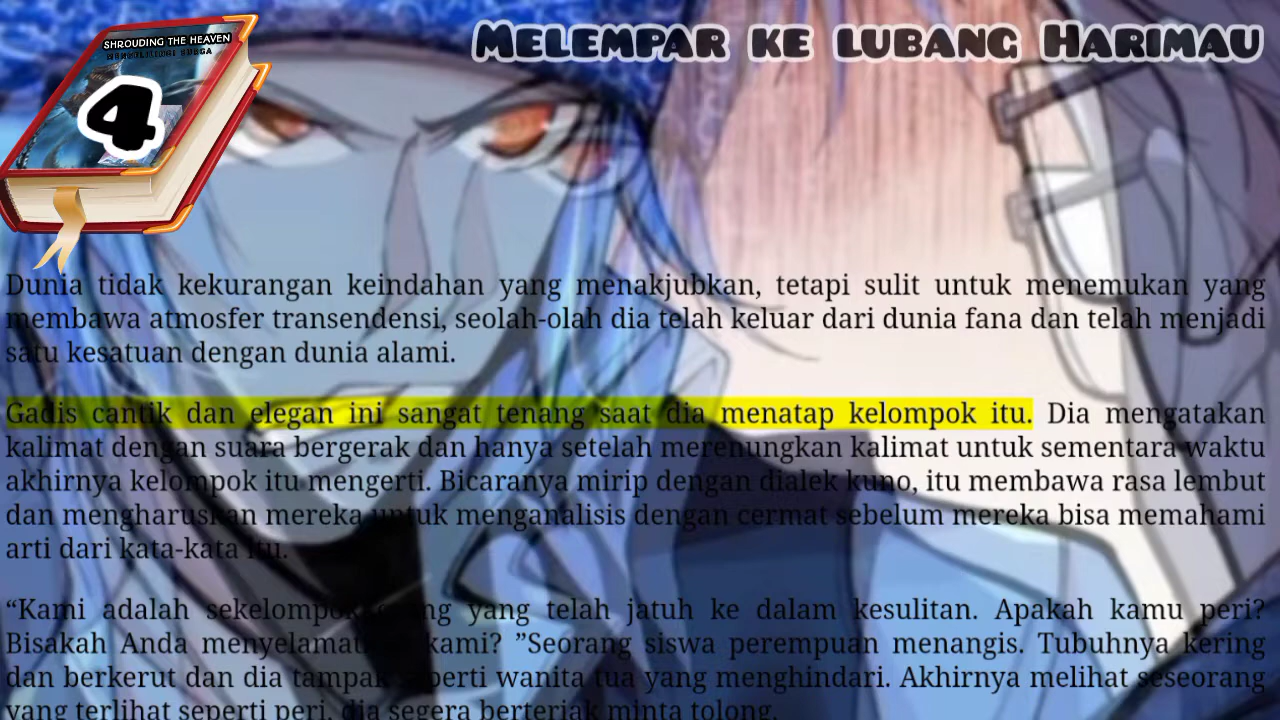 SHROUDING THE HEAVEN
4
Melempar ke lubang Harimau
Dunia tidak kekurangan keindahan yang menakjubkan, tetapi sulit untuk menemukan yang
membawa atmosfer transendensi, seolah-olah dia telah keluar dari dunia fana dan telah menjadi
satu kesatuan dengan dunia alami.
Gadis cantik dan elegan ini sangat tenang saat dia menatap kelompok itu. Dia mengatakan
kalimat dengan suara bergerak dan hanya setelah merenungkan kalimat untuk sementara waktu
akhirnya kelompok itu mengerti. Bicaranya mirip dengan dialek kuno, itu membawa rasa lembut
dan mengharuskan mereka untuk menganalisis dengan cermat sebelum mereka bisa memahami
arti dari kata-kata itu.
“Kami adalah yang telah jatuh ke dalam kesulitan. Apakah kamu peri?
Bisakah Anda kami? ”Seorang siswa perempuan menangis. Tubuhnya kering
dan berkerut dan dia tampak wanita tua yang menghindari. Akhirnya melihat seseorang
yang terlihat seperti peri, dia segera berteriak minta tolong.